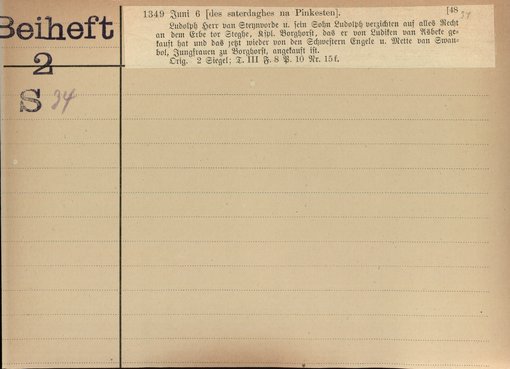 Beiheft
2
S 34
1349 Juni 6 [des saterdaghes na Pinkesten]. [48 34
Ludolph Herr van Steynvorde u. sein Sohn Ludolph verzichten auf alles Recht
an dem Erbe tor Steghe, Kspl. Borghorst, das er von Ludiken van Asbeke ge-
kauft hat und das jetzt wieder von den Schwestern Engele u. Mette van Swan-
bol, Jungfrauen zu Borghorst, angekauft ist.
Orig. 2 Siegel; T. III F. 8 P. 10 Nr. 15 f.